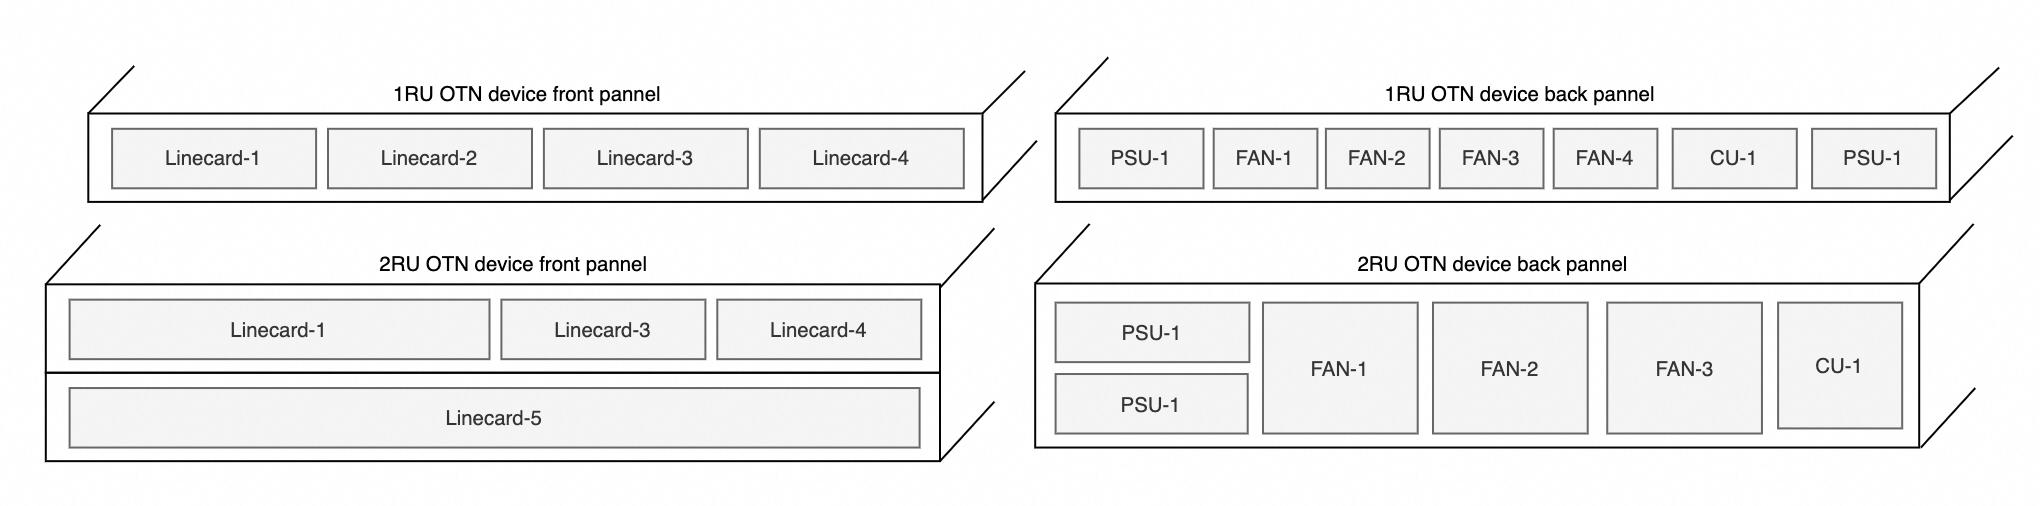 1RU OTN device front pannel
Linecard-1 Linecard-2 Linecard-3 Linecard-4
1RU OTN device back pannel
PSU-1 FAN-1 FAN-2 FAN-3 FAN-4 CU-1 PSU-1
2RU OTN device front pannel
Linecard-1 Linecard-3 Linecard-4
Linecard-5
2RU OTN device back pannel
PSU-1
PSU-1
FAN-1 FAN-2 FAN-3 CU-1